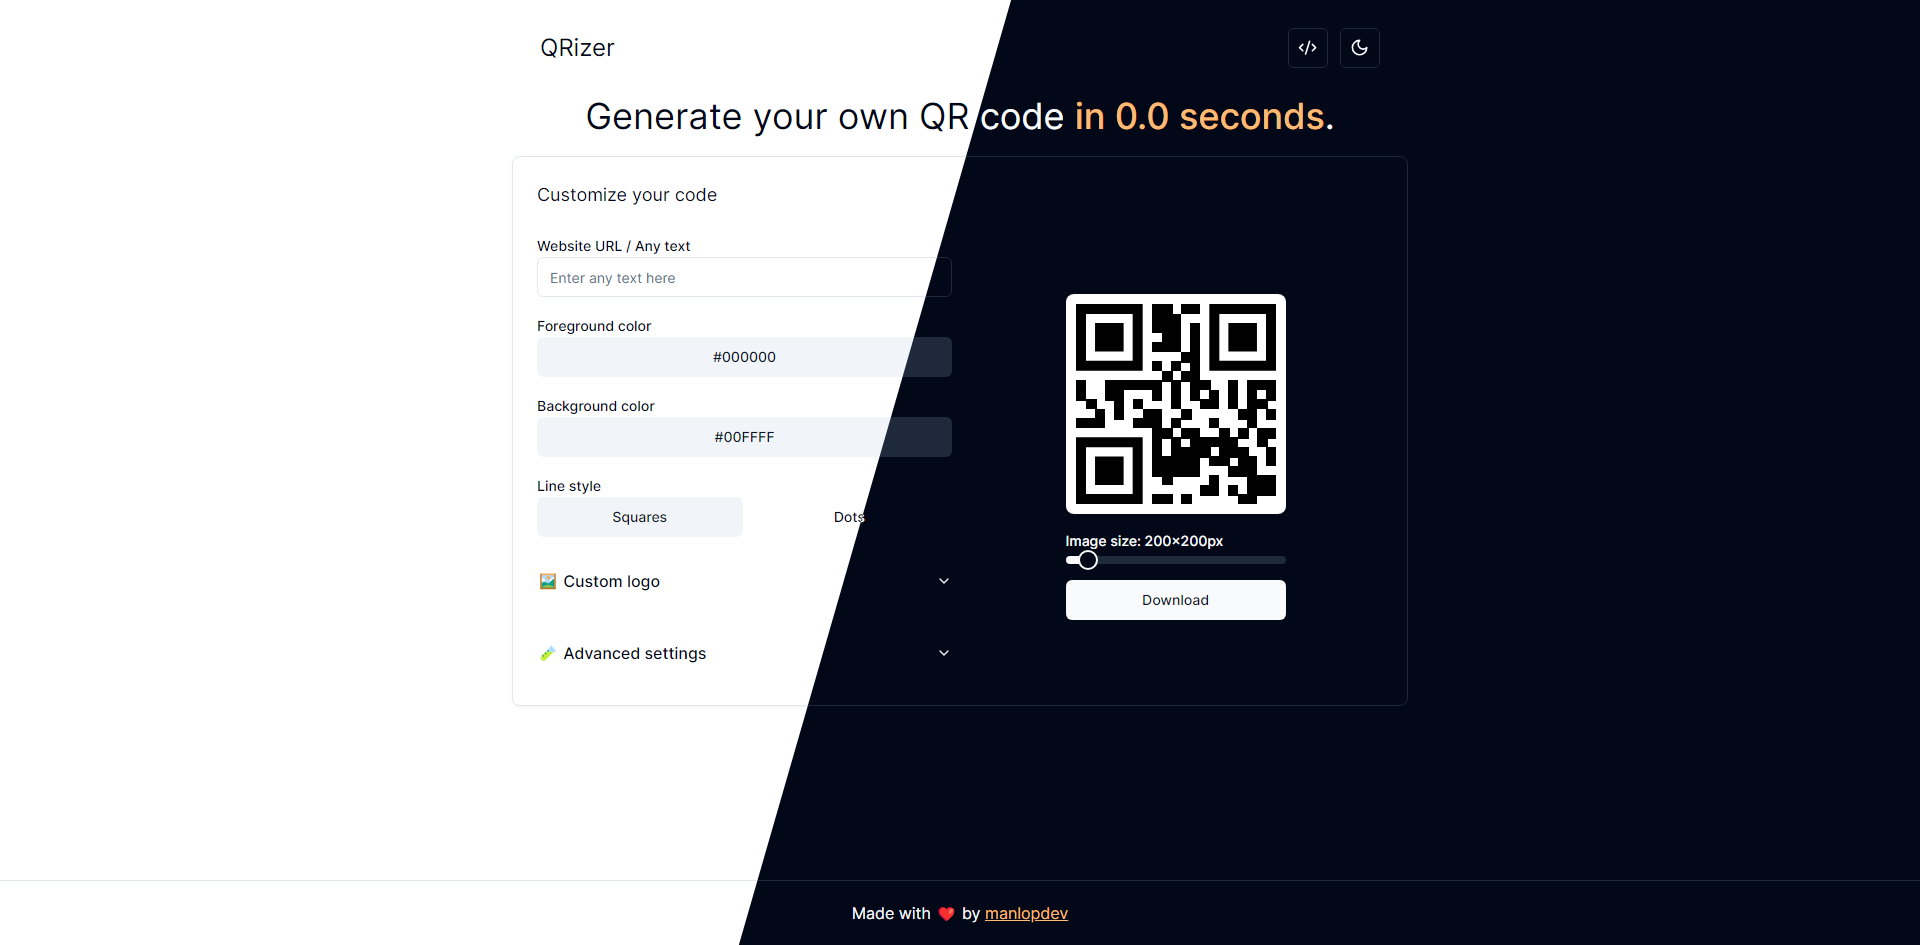 QRizer
Generate your own QR code in 0.0 seconds.
Customize your code
Website URL / Any text
Enter any text here
Foreground color
#000000
Background color
#00FFFF
Line style
Squares
Dots
🖼️ Custom logo
🧪 Advanced settings
Image size: 200x200px
Download
Made with ❤️ by manlopdev